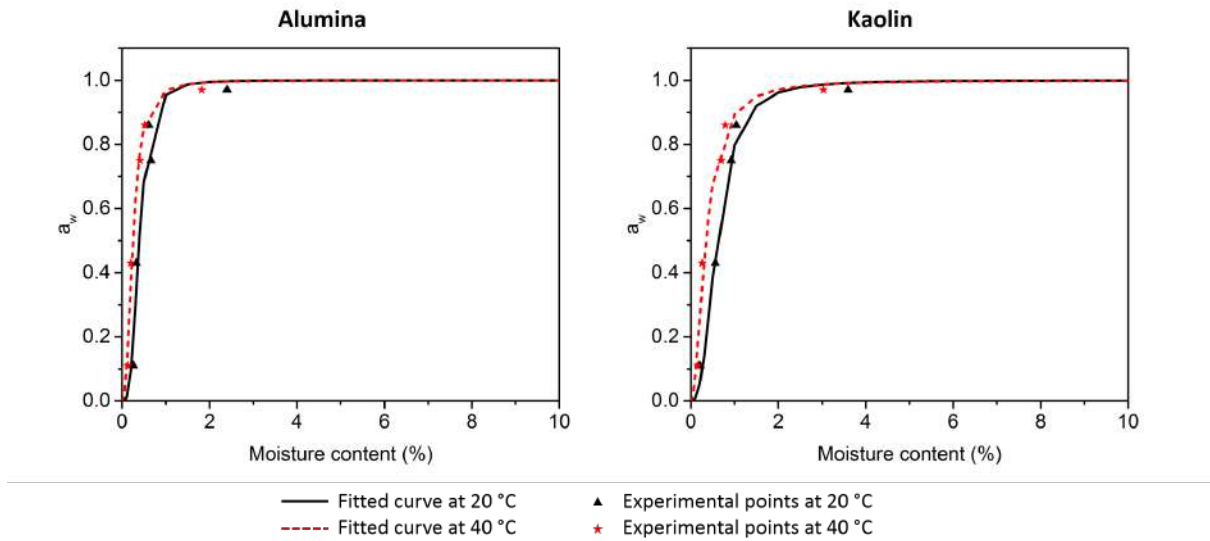 Alumina
1.0
0.8
0.6
0.4
0.2
0.0
a_w
0 2 4 6 8 10
Moisture content (%)
Kaolin
1.0
0.8
0.6
0.4
0.2
0.0
a_w
0 2 4 6 8 10
Moisture content (%)
Fitted curve at 20 °C
Experimental points at 20 °C
Fitted curve at 40 °C
Experimental points at 40 °C